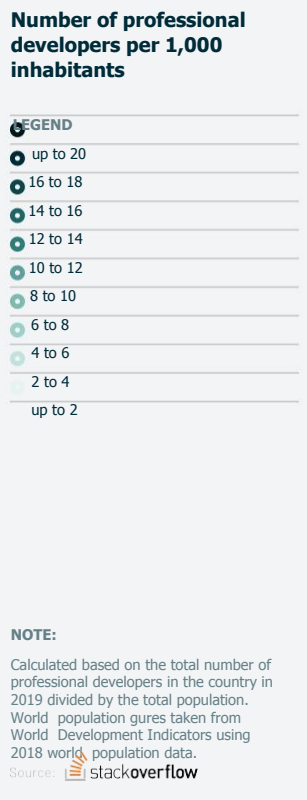 Number of professional
developers per 1,000
inhabitants
LEGEND
up to 20
16 to 18
14 to 16
12 to 14
10 to 12
8 to 10
6 to 8
4 to 6
2 to 4
up to 2
NOTE:
Calculated based on the total number of
professional developers in the country in
2019 divided by the total population.
World population gures taken from
World Development Indicators using
2018 world population data.
Source: stackoverflow